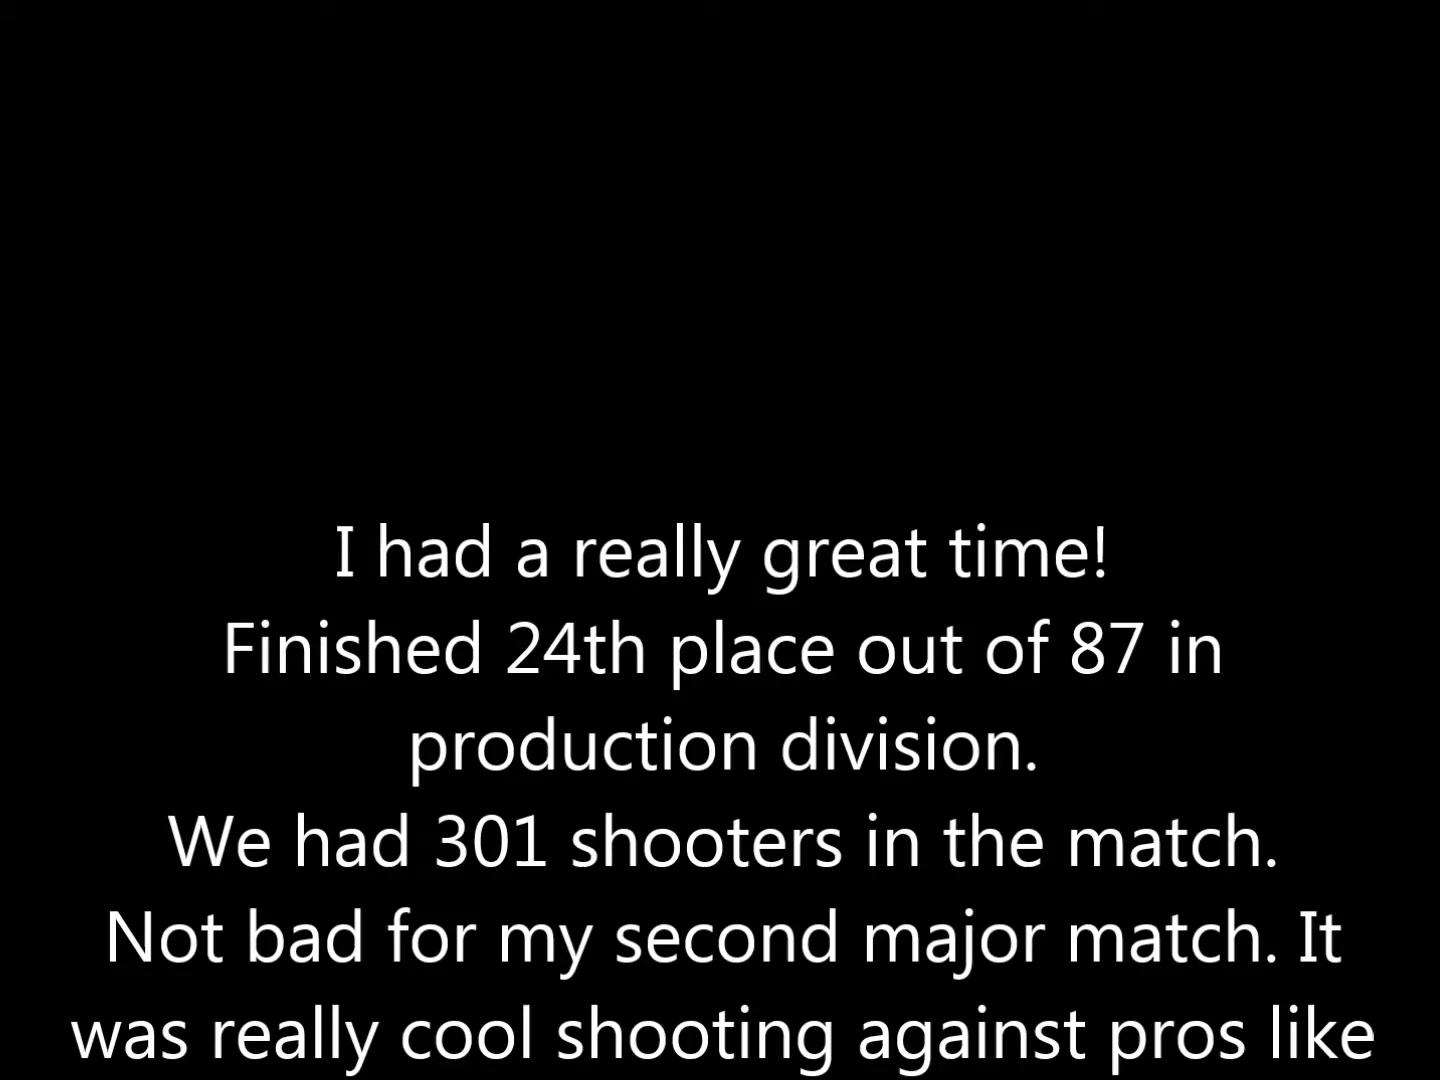 I had a really great time!
Finished 24th place out of 87 in
production division.
We had 301 shooters in the match.
Not bad for my second major match. It
was really cool shooting against pros like